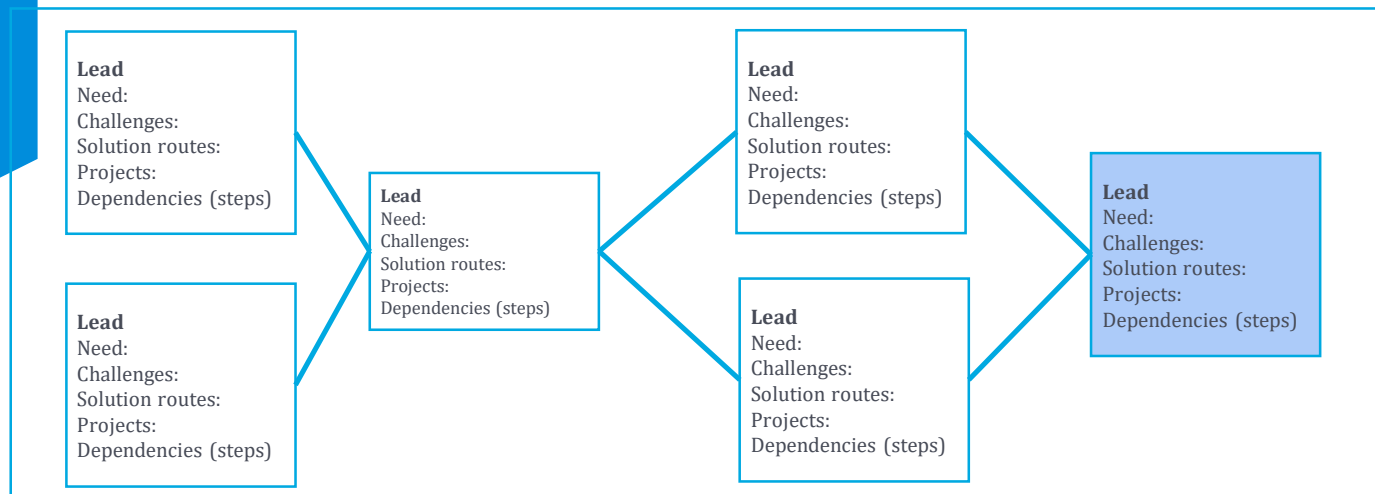 Lead
Need:
Challenges:
Solution routes:
Projects:
Dependencies (steps)
Lead
Need:
Challenges:
Solution routes:
Projects:
Dependencies (steps)
Lead
Need:
Challenges:
Solution routes:
Projects:
Dependencies (steps)
Lead
Need:
Challenges:
Solution routes:
Projects:
Dependencies (steps)
Lead
Need:
Challenges:
Solution routes:
Projects:
Dependencies (steps)
Lead
Need:
Challenges:
Solution routes:
Projects:
Dependencies (steps)